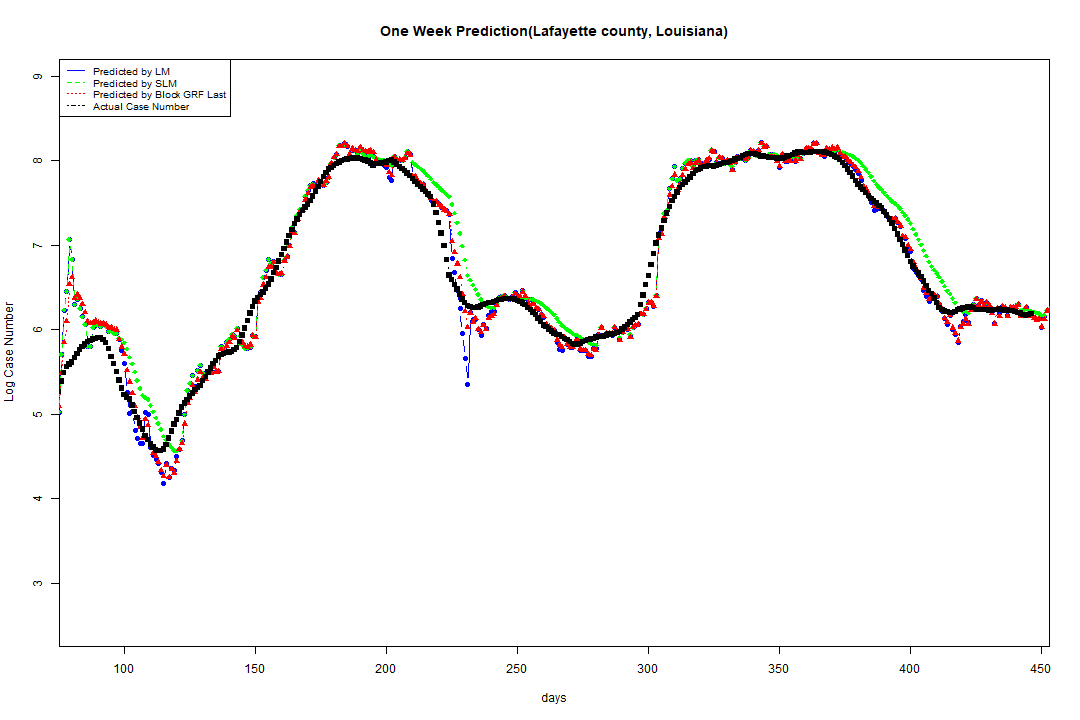 One Week Prediction(Lafayette county, Louisiana)
Predicted by LM
Predicted by SLM
Predicted by Block GRF Last
Actual Case Number
9
8
7
6
5
4
3
Log Case Number
100 150 200 250 300 350 400 450
days